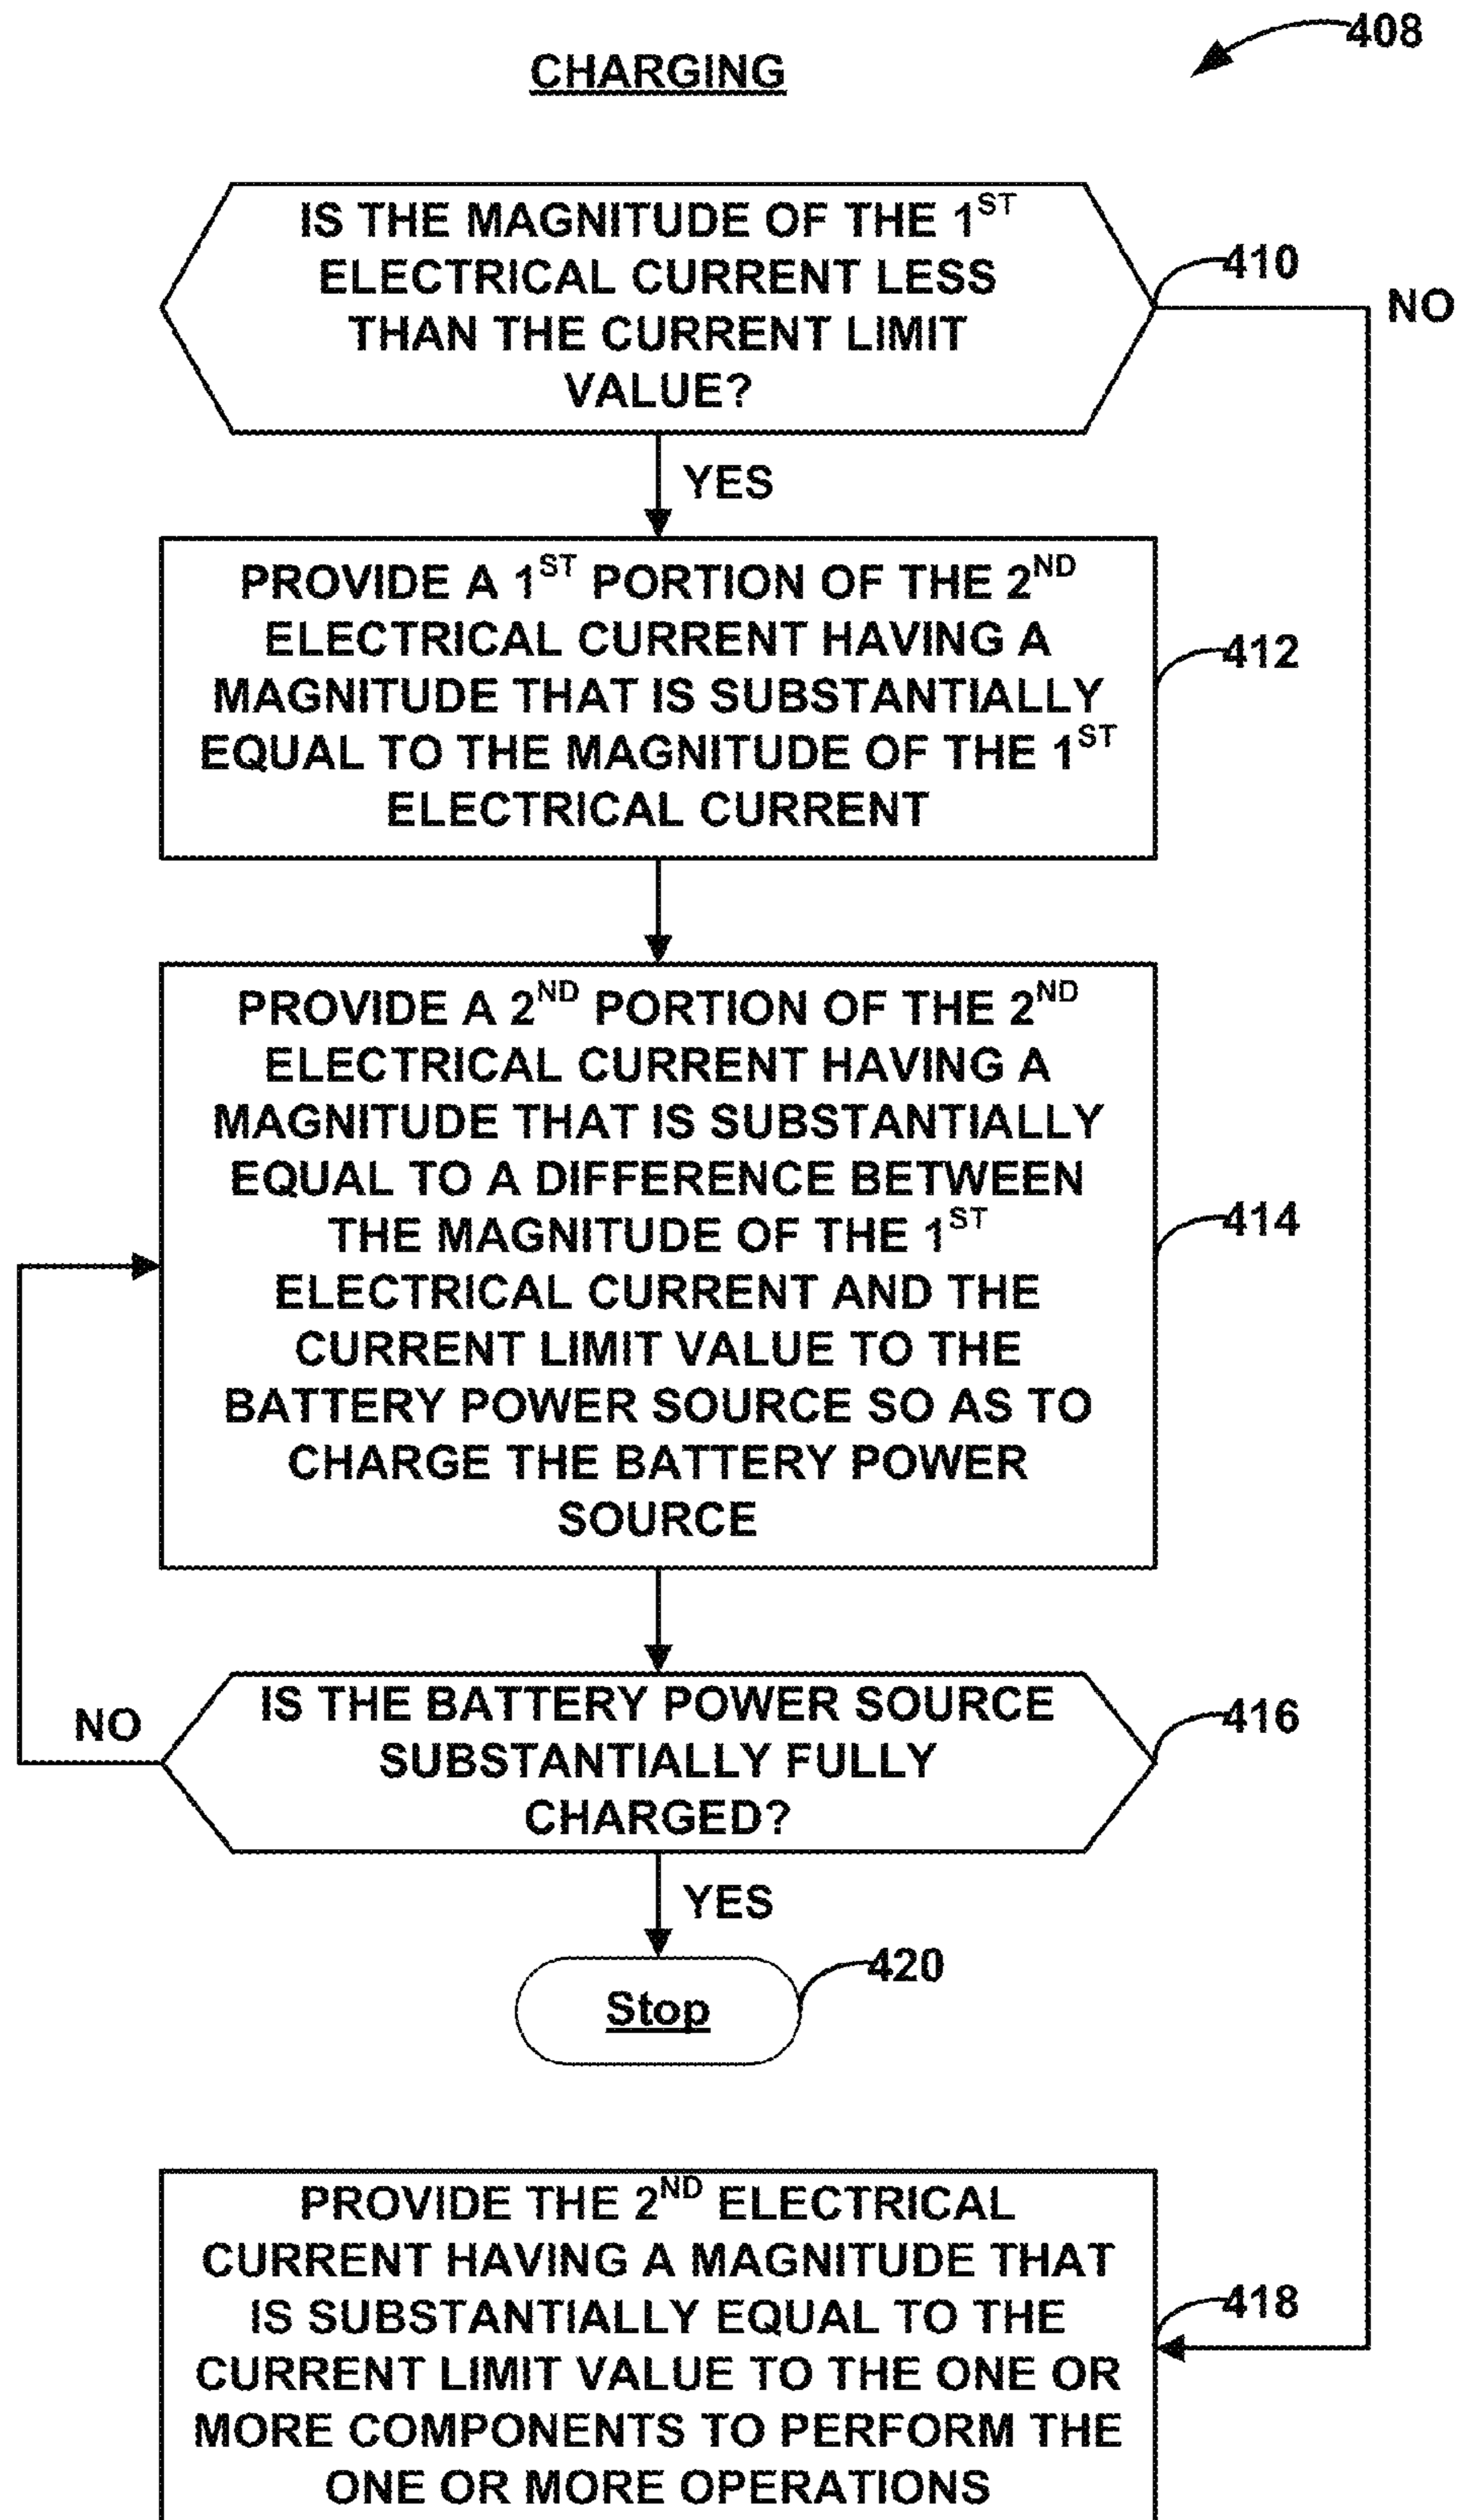 408
CHARGING
IS THE MAGNITUDE OF THE 1ST
ELECTRICAL CURRENT LESS
THAN THE CURRENT LIMIT
VALUE?
410
NO
YES
PROVIDE A 1ST PORTION OF THE 2ND
ELECTRICAL CURRENT HAVING A
MAGNITUDE THAT IS SUBSTANTIALLY
EQUAL TO THE MAGNITUDE OF THE 1ST
ELECTRICAL CURRENT
412
PROVIDE A 2ND PORTION OF THE 2ND
ELECTRICAL CURRENT HAVING A
MAGNITUDE THAT IS SUBSTANTIALLY
EQUAL TO A DIFFERENCE BETWEEN
THE MAGNITUDE OF THE 1ST
ELECTRICAL CURRENT AND THE
CURRENT LIMIT VALUE TO THE
BATTERY POWER SOURCE SO AS TO
CHARGE THE BATTERY POWER
SOURCE
414
IS THE BATTERY POWER SOURCE
SUBSTANTIALLY FULLY
CHARGED?
416
NO
YES
Stop
420
PROVIDE THE 2ND ELECTRICAL
CURRENT HAVING A MAGNITUDE THAT
IS SUBSTANTIALLY EQUAL TO THE
CURRENT LIMIT VALUE TO THE ONE OR
MORE COMPONENTS TO PERFORM THE
ONE OR MORE OPERATIONS
418